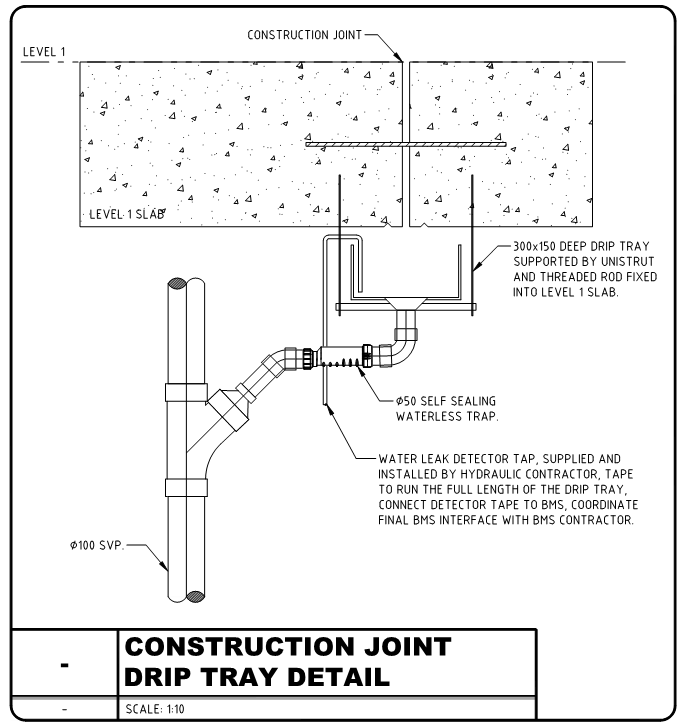 CONSTRUCTION JOINT
LEVEL 1
LEVEL 1 SLAB
300x150 DEEP DRIP TRAY
SUPPORTED BY UNISTRUT
AND THREADED ROD FIXED
INTO LEVEL 1 SLAB.
Ø50 SELF SEALING
WATERLESS TRAP.
WATER LEAK DETECTOR TAP, SUPPLIED AND
INSTALLED BY HYDRAULIC CONTRACTOR, TAPE
TO RUN THE FULL LENGTH OF THE DRIP TRAY,
CONNECT DETECTOR TAPE TO BMS, COORDINATE
FINAL BMS INTERFACE WITH BMS CONTRACTOR.
Ø100 SVP.
-
CONSTRUCTION JOINT
DRIP TRAY DETAIL
-
SCALE: 1:10